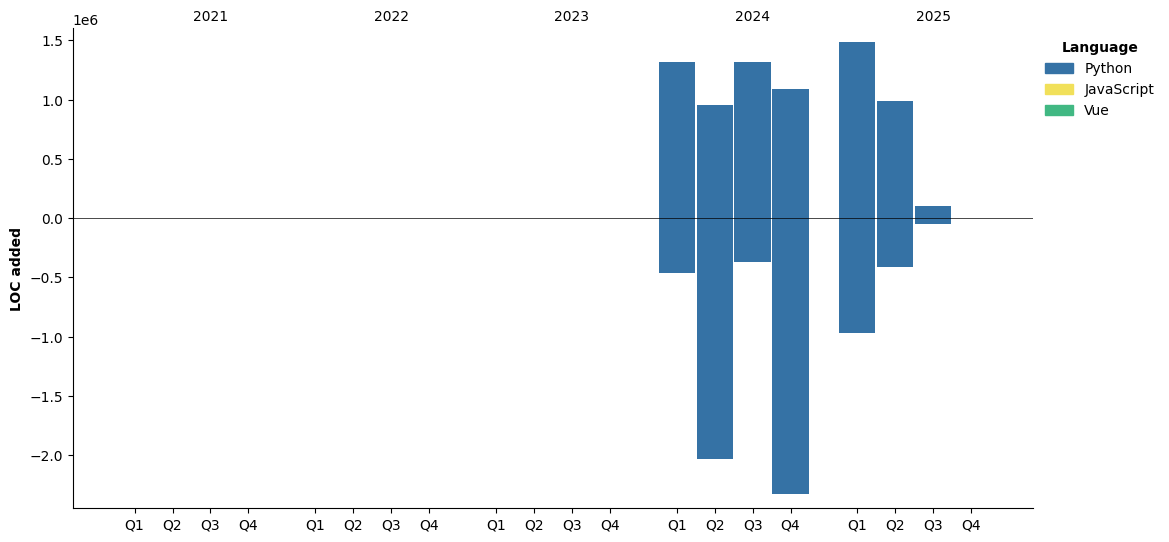 2021 2022 2023 2024 2025
1e6
Language
Python
JavaScript
Vue
LOC added
1.5
1.0
0.5
0.0
−0.5
−1.0
−1.5
−2.0
Q1 Q2 Q3 Q4 Q1 Q2 Q3 Q4 Q1 Q2 Q3 Q4 Q1 Q2 Q3 Q4 Q1 Q2 Q3 Q4